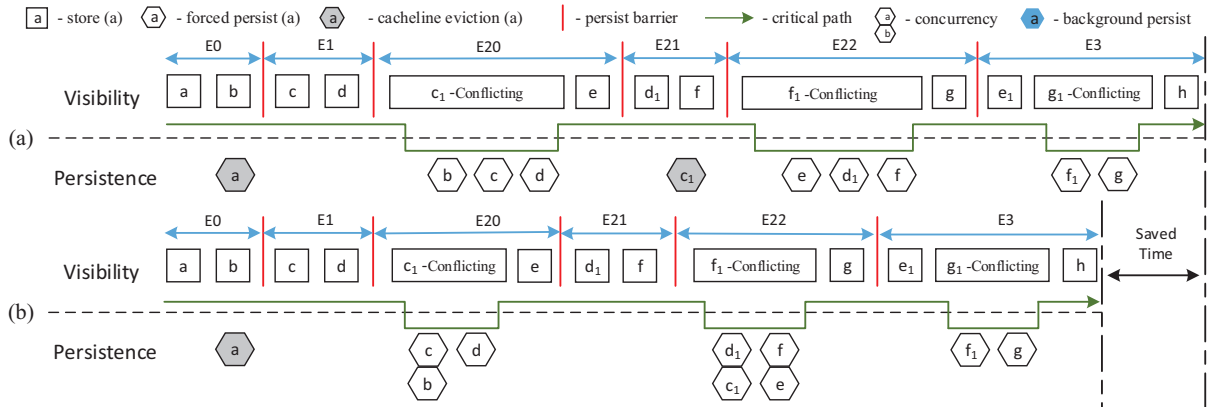 a - store (a) a - forced persist (a) a - cacheline eviction (a) - persist barrier - critical path a b - concurrency a - background persist
E0 E1 E20 E21 E22 E3
Visibility a b c d c1 -Conflicting e d1 f f1 -Conflicting g e1 g1 -Conflicting h
(a)
Persistence a b c d c1 e d1 f f1 g
E0 E1 E20 E21 E22 E3
Saved
Time
Visibility a b c d c1 -Conflicting e d1 f f1 -Conflicting g e1 g1 -Conflicting h
(b)
Persistence a c d d1 f f1 g
b c1 e